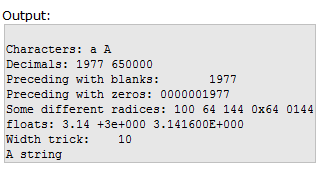 Output:
Characters: a A
Decimals: 1977 650000
Preceding with blanks:       1977
Preceding with zeros: 0000001977
Some different radices: 100 64 144 0x64 0144
floats: 3.14 +3e+000 3.141600E+000
Width trick:    10
A string